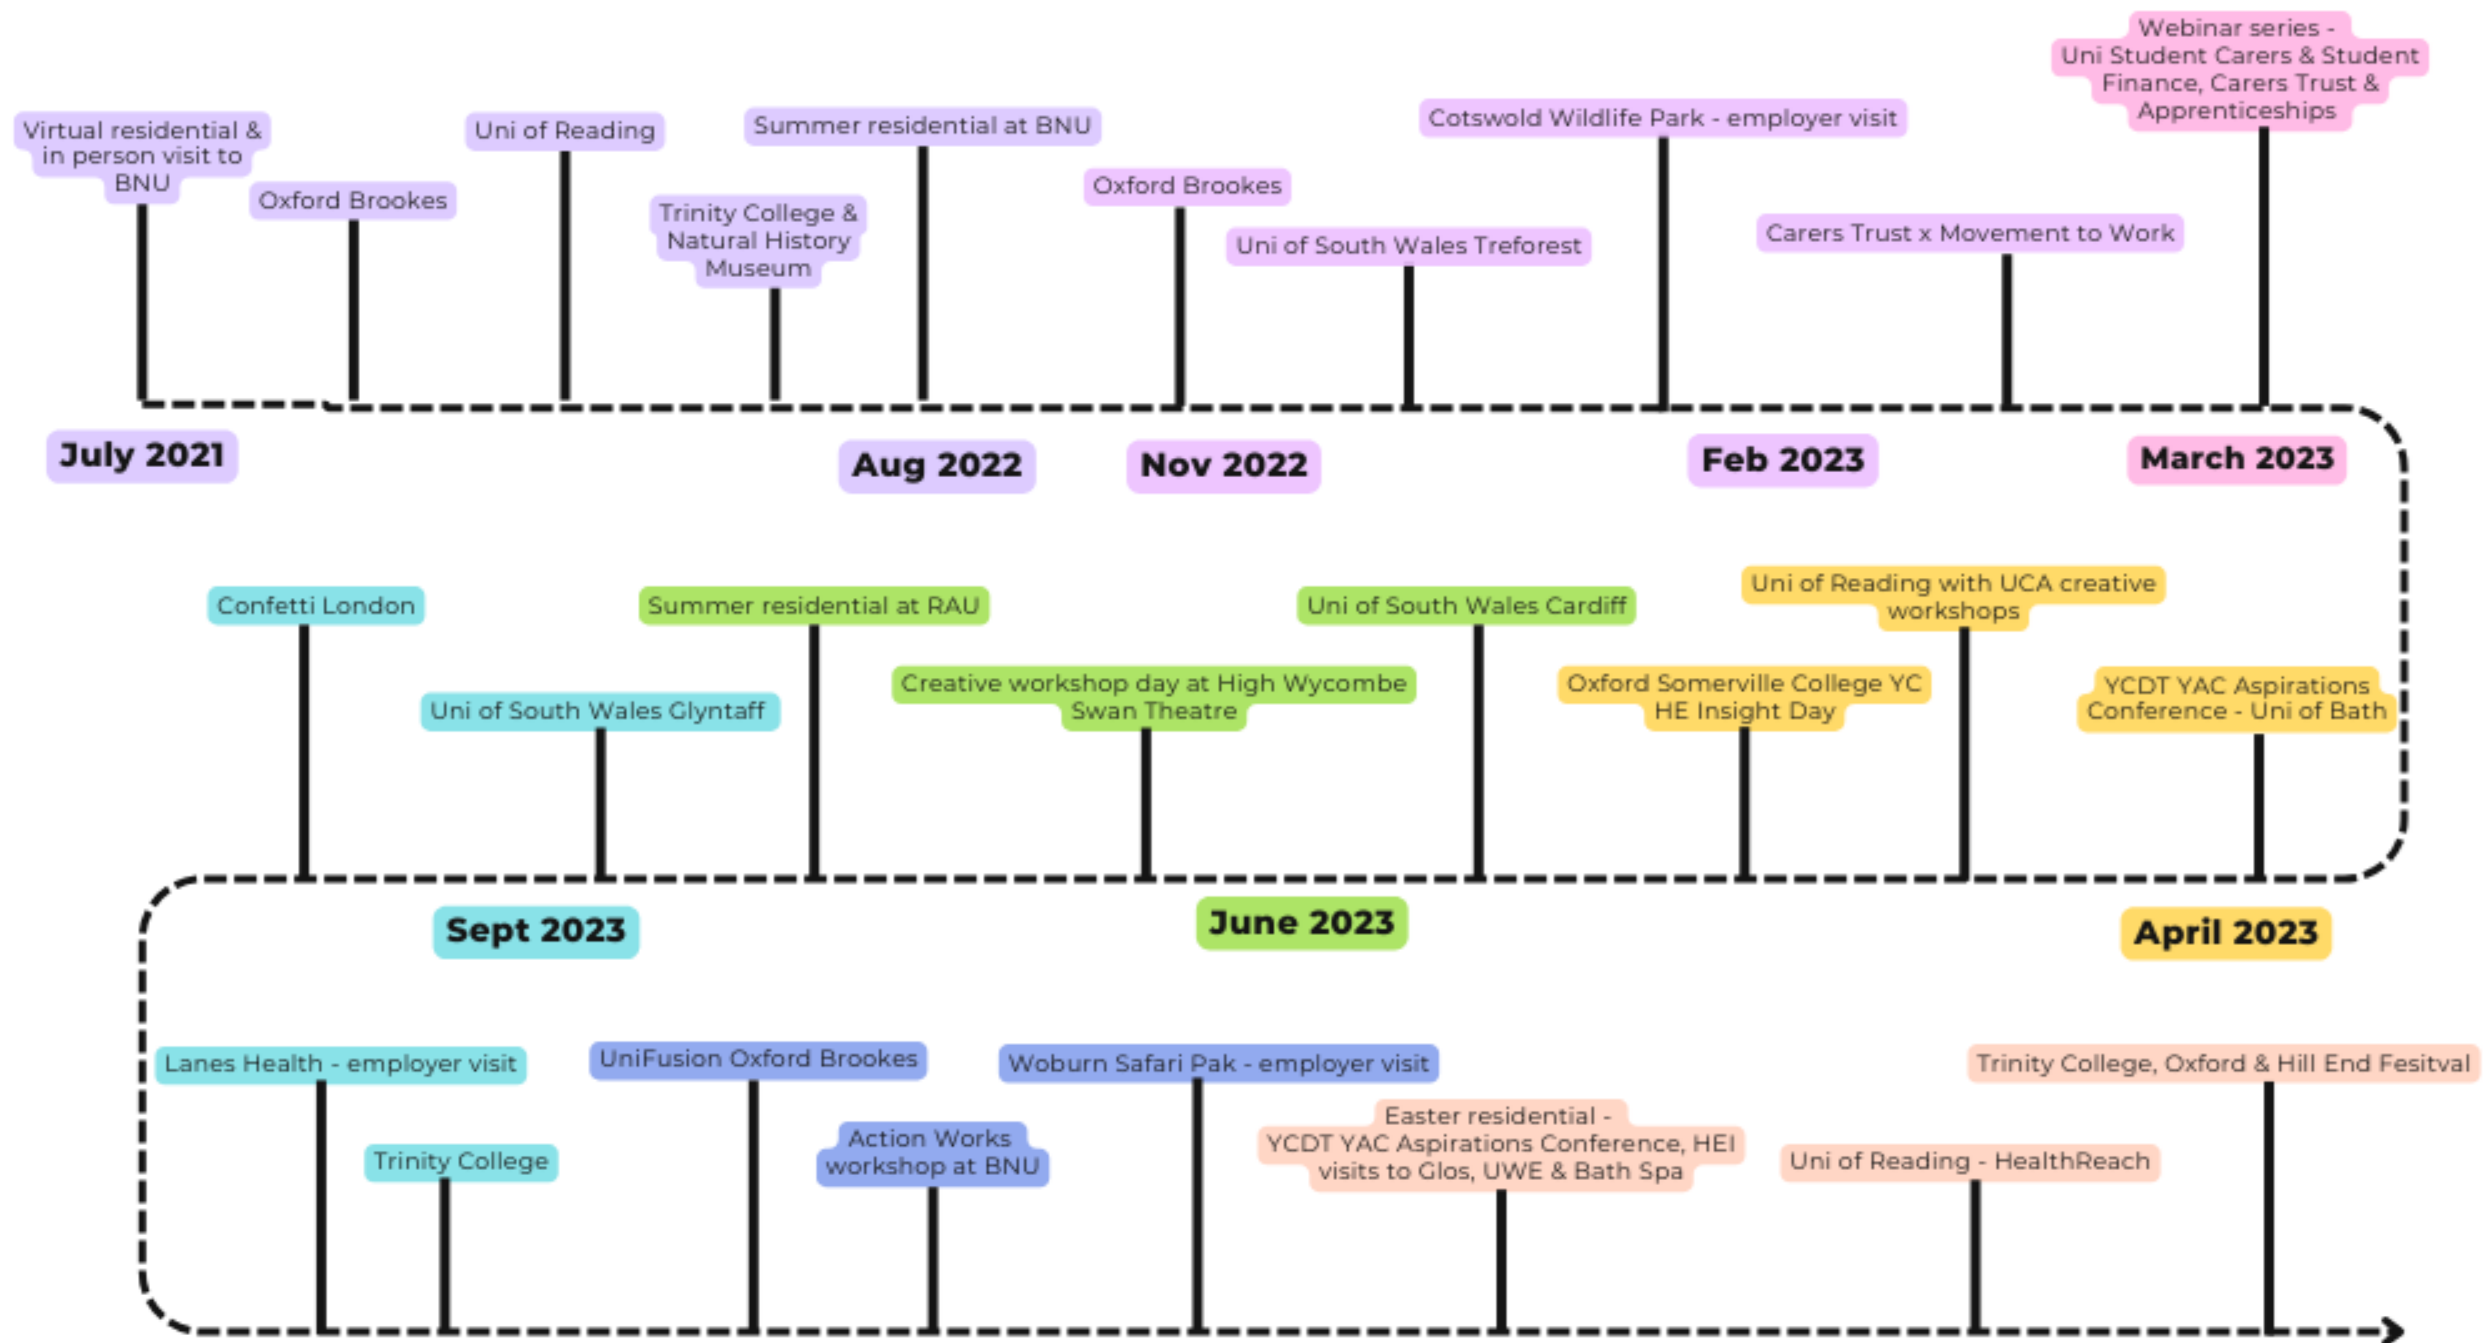 Virtual residential &
in person visit to
BNU
Oxford Brookes
Uni of Reading
Trinity College &
Natural History
Museum
Summer residential at BNU
Oxford Brookes
Uni of South Wales Treforest
Cotswold Wildlife Park - employer visit
Carers Trust x Movement to Work
Webinar series -
Uni Student Carers & Student
Finance, Carers Trust &
Apprenticeships
July 2021
Aug 2022
Nov 2022
Feb 2023
March 2023
Confetti London
Uni of South Wales Glyntaff
Summer residential at RAU
Creative workshop day at High Wycombe
Swan Theatre
Uni of South Wales Cardiff
Oxford Somerville College YC
HE Insight Day
Uni of Reading with UCA creative
workshops
YCDT YAC Aspirations
Conference - Uni of Bath
Sept 2023
June 2023
April 2023
Lanes Health - employer visit
Trinity College
UniFusion Oxford Brookes
Action Works
workshop at BNU
Woburn Safari Pak - employer visit
Easter residential -
YCDT YAC Aspirations Conference, HEI
visits to Glos, UWE & Bath Spa
Uni of Reading - HealthReach
Trinity College, Oxford & Hill End Fesitval